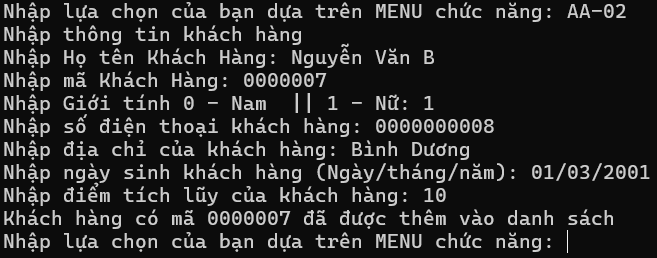 Nhập lựa chọn của bạn dựa trên MENU chức năng: AA-02
Nhập thông tin khách hàng
Nhập Họ tên Khách Hàng: Nguyễn Văn B
Nhập mã Khách Hàng: 0000007
Nhập Giới tính 0 - Nam  || 1 - Nữ: 1
Nhập số điện thoại khách hàng: 0000000008
Nhập địa chỉ của khách hàng: Bình Dương
Nhập ngày sinh khách hàng (Ngày/tháng/năm): 01/03/2001
Nhập điểm tích lũy của khách hàng: 10
Khách hàng có mã 0000007 đã được thêm vào danh sách
Nhập lựa chọn của bạn dựa trên MENU chức năng: